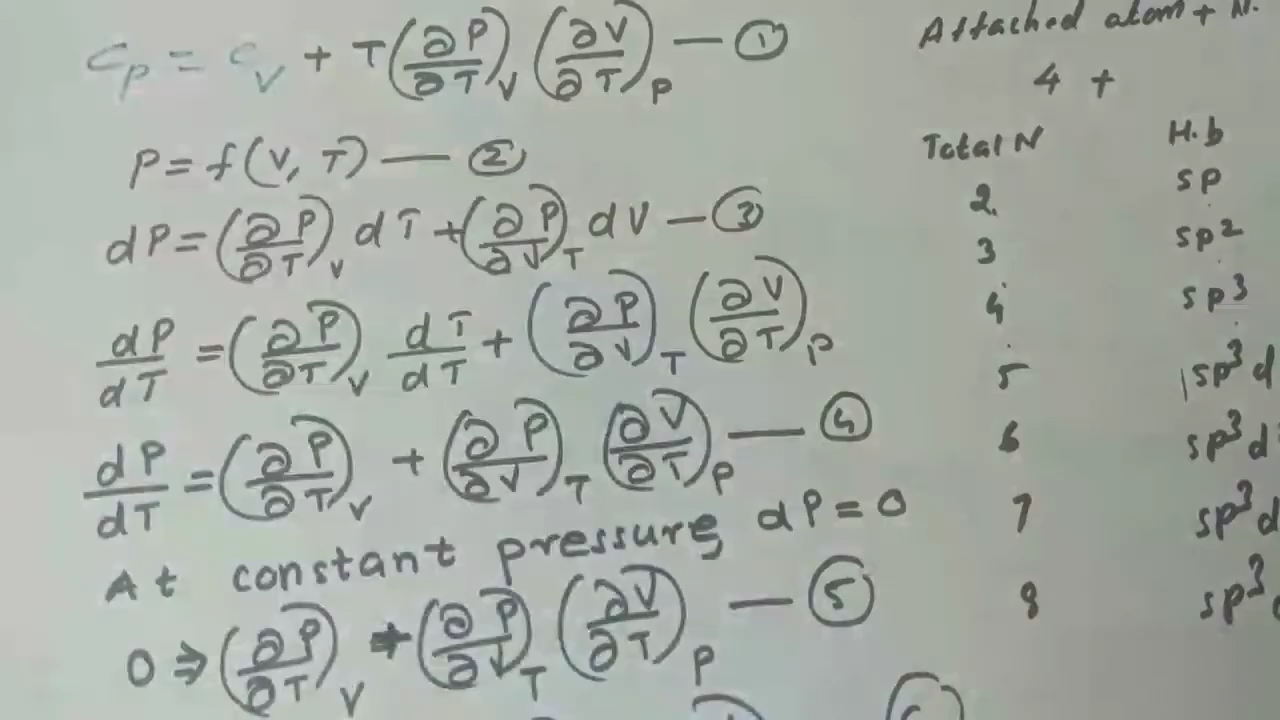 Cp = Cv + T(∂P/∂T)V (∂V/∂T)P — ①
P = f(V, T) — ②
dP = (∂P/∂T)V dT + (∂P/∂V)T dV — ③
dP/dT = (∂P/∂T)V dT/dT + (∂P/∂V)T (∂V/∂T)P
dP/dT = (∂P/∂T)V + (∂P/∂V)T (∂V/∂T)P — ④
At constant pressure dP = 0
0 ⇒ (∂P/∂T)V + (∂P/∂V)T (∂V/∂T)P — ⑤
Attached atom + N.
4 +
Total N H.b
2 sp
3 sp2
4 sp3
5 sp3d
6 sp3d
7 sp3d
8 sp3